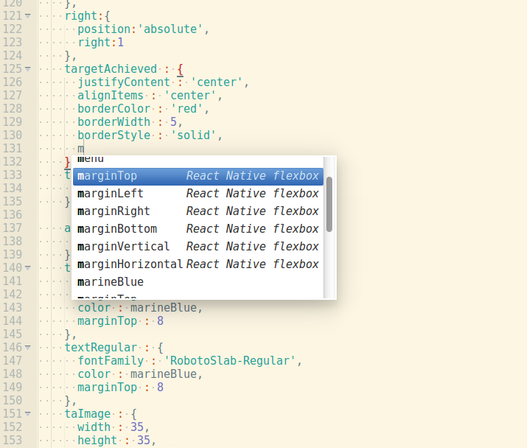 120 },
121 right:{
122 position:'absolute',
123 right:1
124 },
125 targetAchieved : {
126 justifyContent : 'center',
127 alignItems : 'center',
128 borderColor : 'red',
129 borderWidth : 5,
130 borderStyle : 'solid',
131 m
menu
132 }
marginTop React Native flexbox
133 t
marginLeft React Native flexbox
134
135 }
marginRight React Native flexbox
136
marginBottom React Native flexbox
137 a
138
marginVertical React Native flexbox
139 }
marginHorizontal React Native flexbox
140 t
141
marineBlue
142
marginTop
143 color : marineBlue,
144 marginTop : 8
145 },
146 textRegular : {
147 fontFamily : 'RobotoSlab-Regular',
148 color : marineBlue,
149 marginTop : 8
150 },
151 taImage : {
152 width : 35,
153 height : 35,